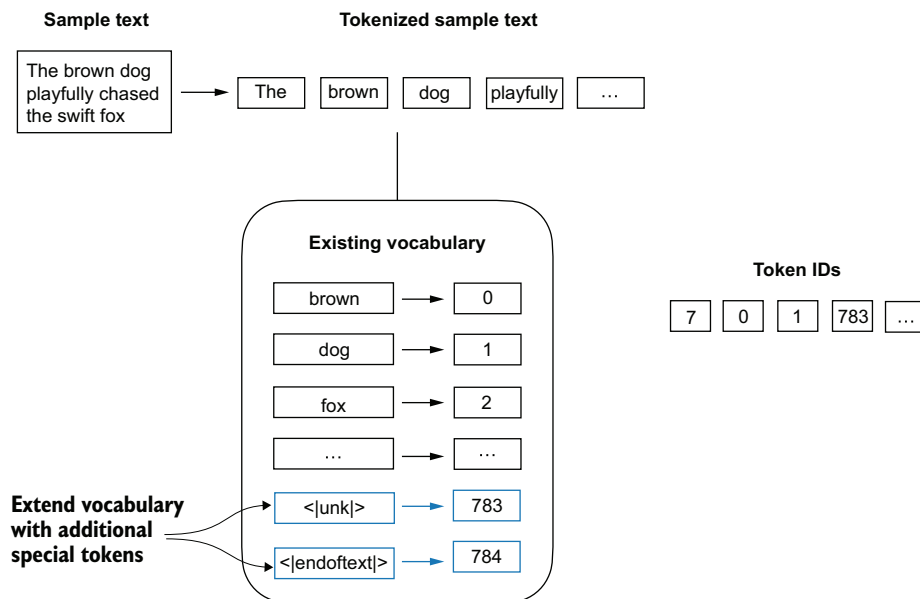 Sample text
Tokenized sample text
The brown dog
playfully chased
the swift fox
The brown dog playfully …
Existing vocabulary
brown 0
dog 1
fox 2
… …
<|unk|> 783
<|endoftext|> 784
Token IDs
7 0 1 783 …
Extend vocabulary
with additional
special tokens